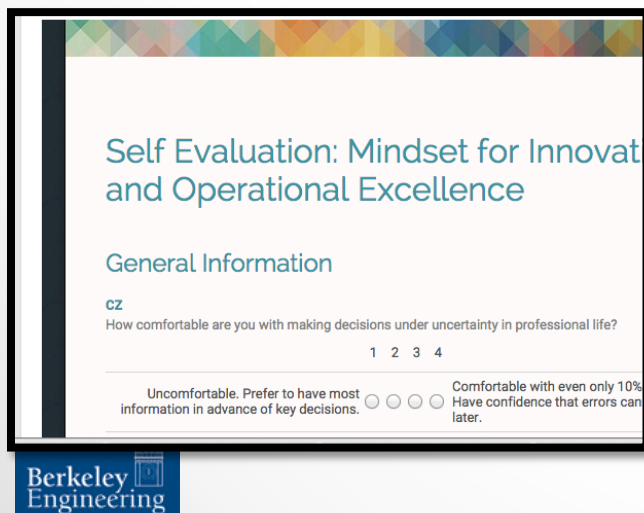 Self Evaluation: Mindset for Innovat
and Operational Excellence
General Information
CZ
How comfortable are you with making decisions under uncertainty in professional life?
1 2 3 4
Uncomfortable. Prefer to have most
information in advance of key decisions.
Comfortable with even only 10%
Have confidence that errors can
later.
Berkeley
Engineering